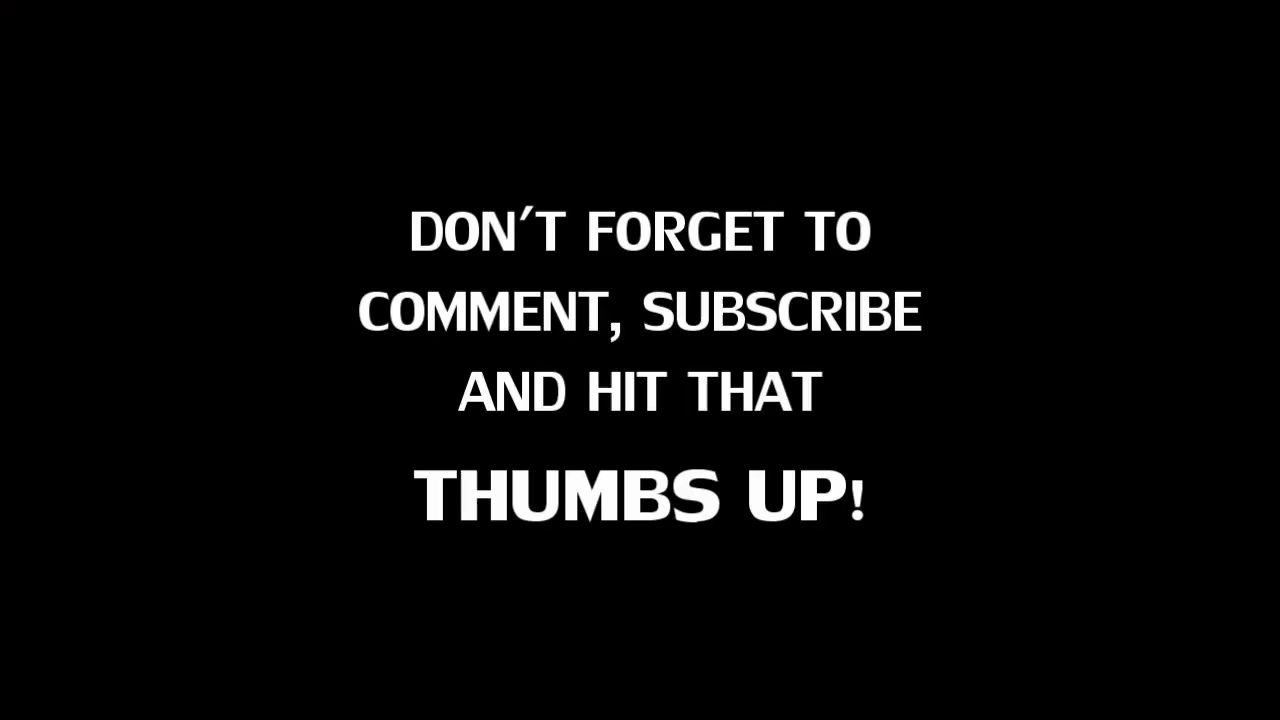 DON'T FORGET TO
COMMENT, SUBSCRIBE
AND HIT THAT
THUMBS UP!